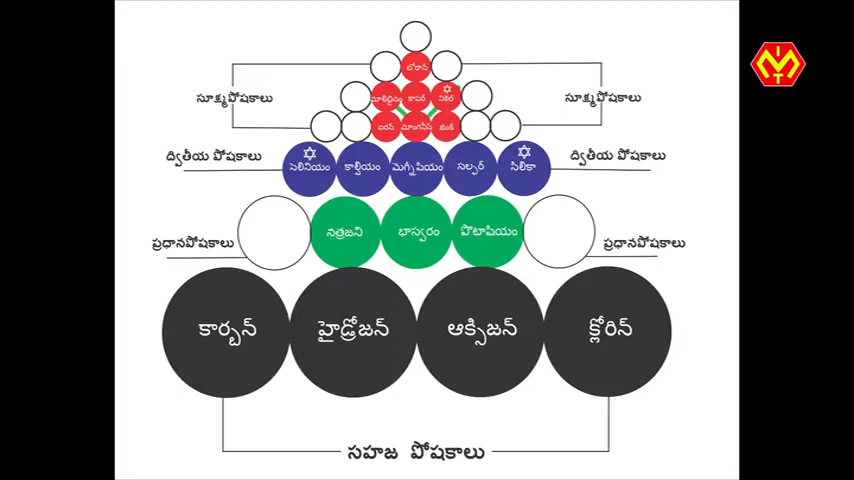 బోరాన్
మాలిబ్డినం కాపర్ నికెల్
సూక్ష్మపోషకాలు సూక్ష్మపోషకాలు
ఐరన్ మాంగనీస్ జింక్
ద్వితీయ పోషకాలు ద్వితీయ పోషకాలు
సెలీనియం కాల్షియం మెగ్నీషియం సల్ఫర్ సిలికా
నత్రజని భాస్వరం పొటాషియం
ప్రధానపోషకాలు ప్రధానపోషకాలు
కార్బన్ హైడ్రోజన్ ఆక్సిజన్ క్లోరిన్
సహజ పోషకాలు